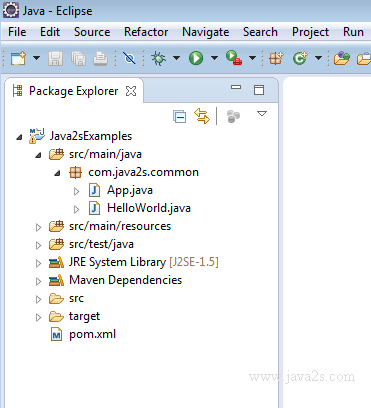 Java - Eclipse
File Edit Source Refactor Navigate Search Project Run
Package Explorer
Java2sExamples
src/main/java
com.java2s.common
App.java
HelloWorld.java
src/main/resources
src/test/java
JRE System Library [J2SE-1.5]
Maven Dependencies
src
target
pom.xml
www.java2s.com